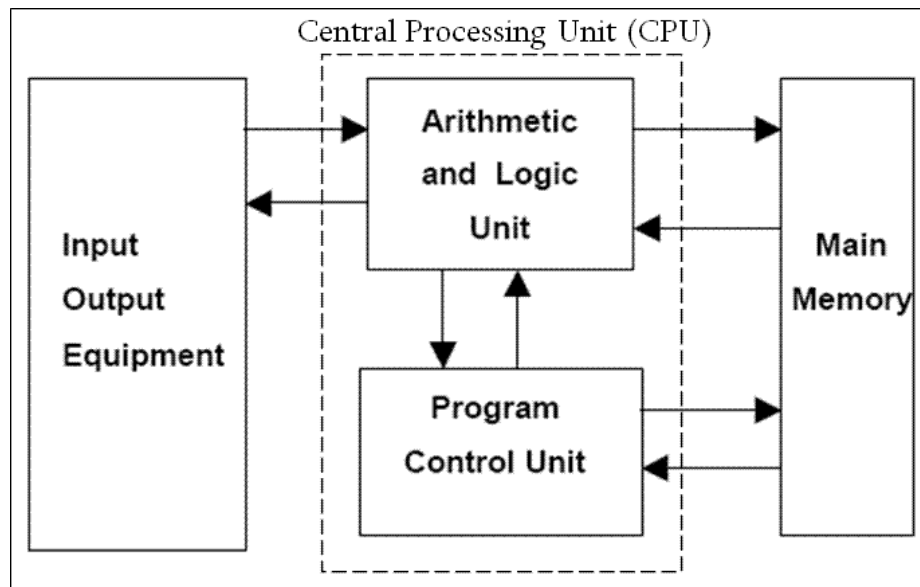 Central Processing Unit (CPU)
Input
Output
Equipment
Arithmetic
and Logic
Unit
Program
Control Unit
Main
Memory